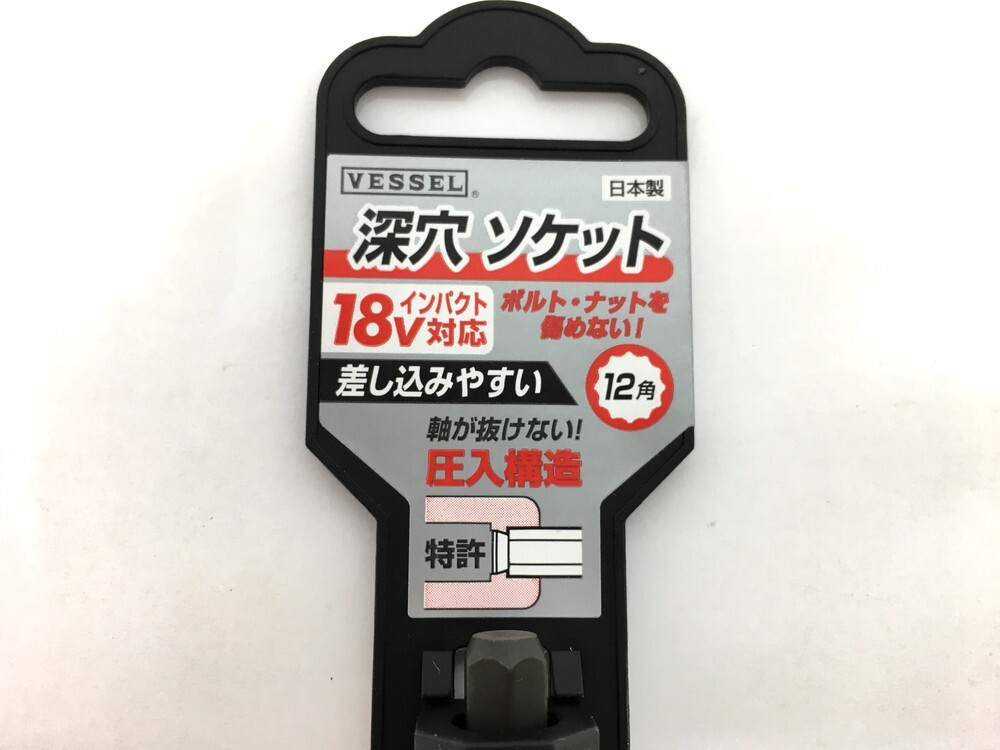 VESSEL®
日本製
深穴 ソケット
18V インパクト対応
ボルト・ナットを
傷めない!
差し込みやすい
12角
軸が抜けない!
圧入構造
特許